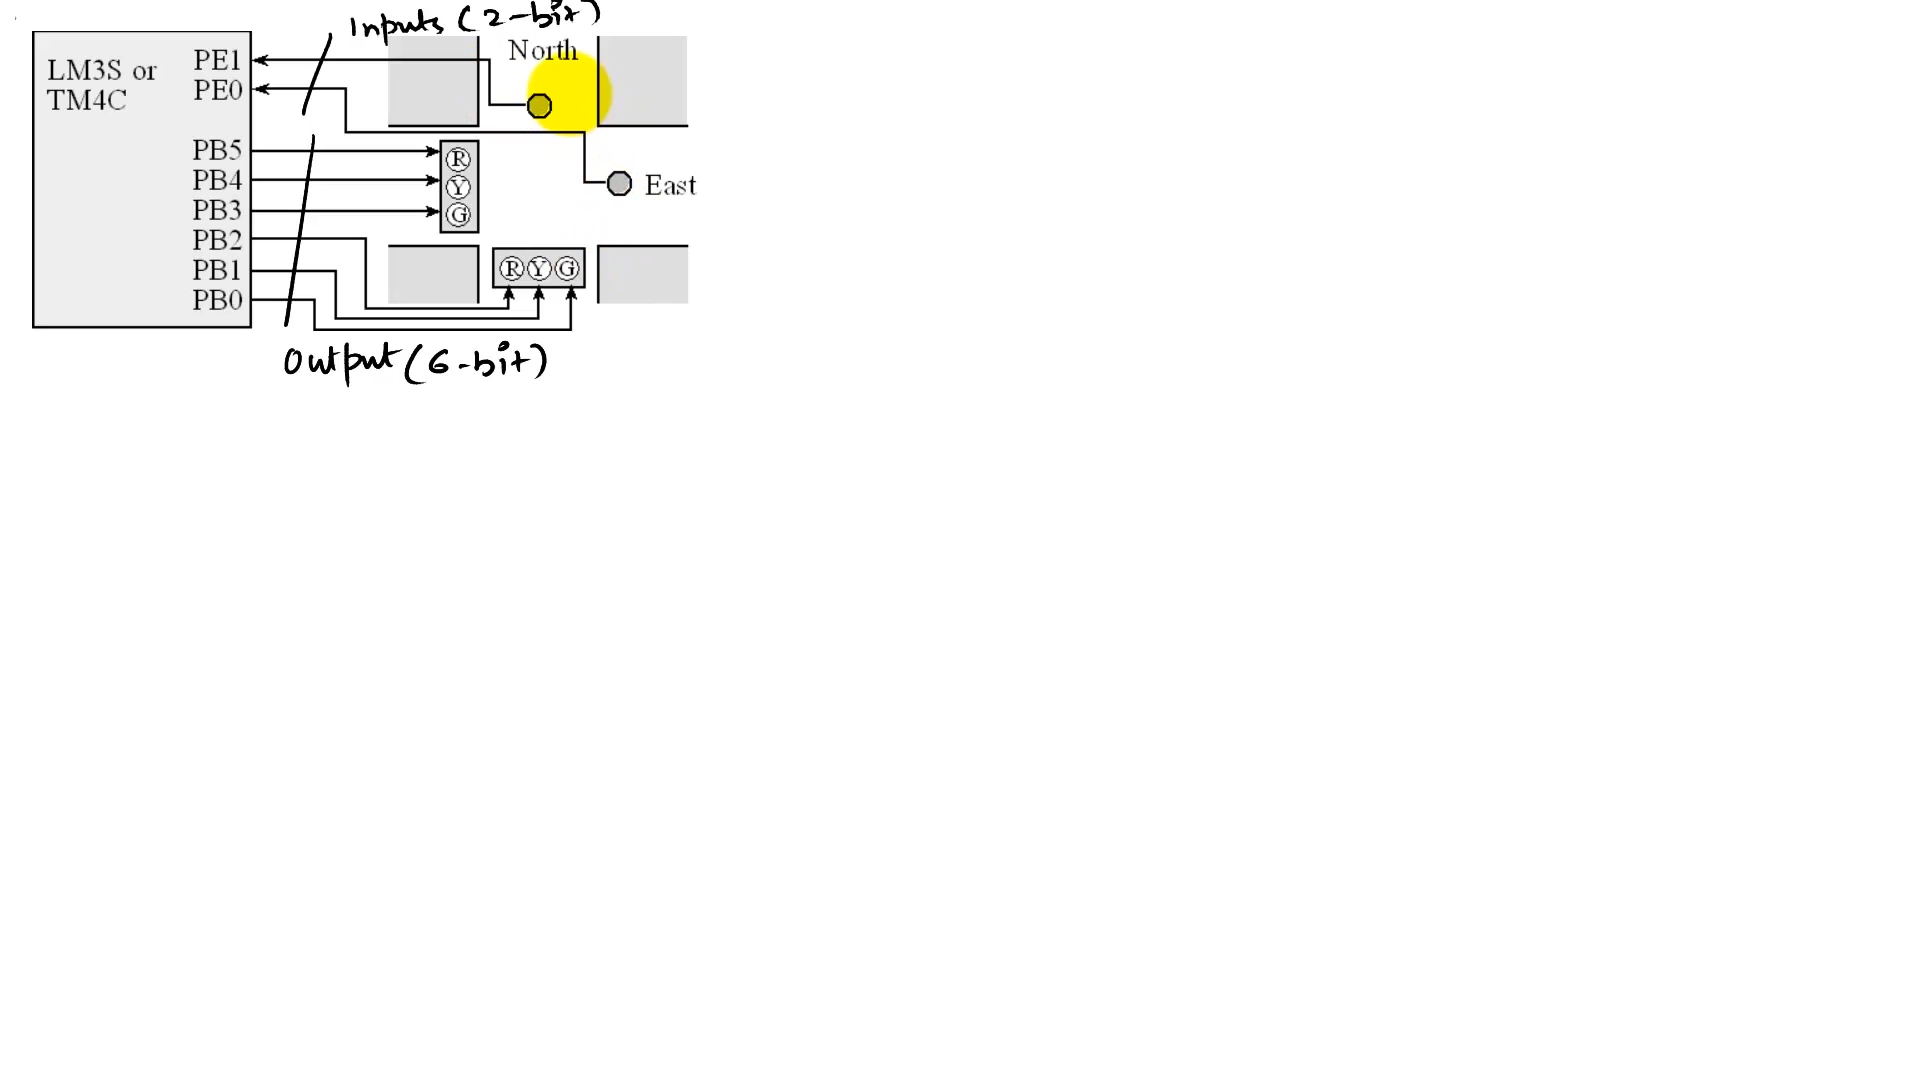 Inputs (2-bit)
North
LM3S or
TM4C
PE1
PE0
PB5
PB4
PB3
PB2
PB1
PB0
R
Y
G
East
R Y G
Output (6-bit)